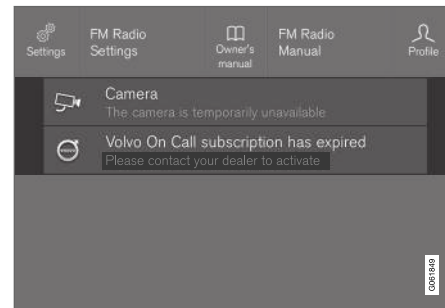 Settings
FM Radio
Settings
Owner's
manual
FM Radio
Manual
Profile
Camera
The camera is temporarily unavailable
Volvo On Call subscription has expired
Please contact your dealer to activate
G061849